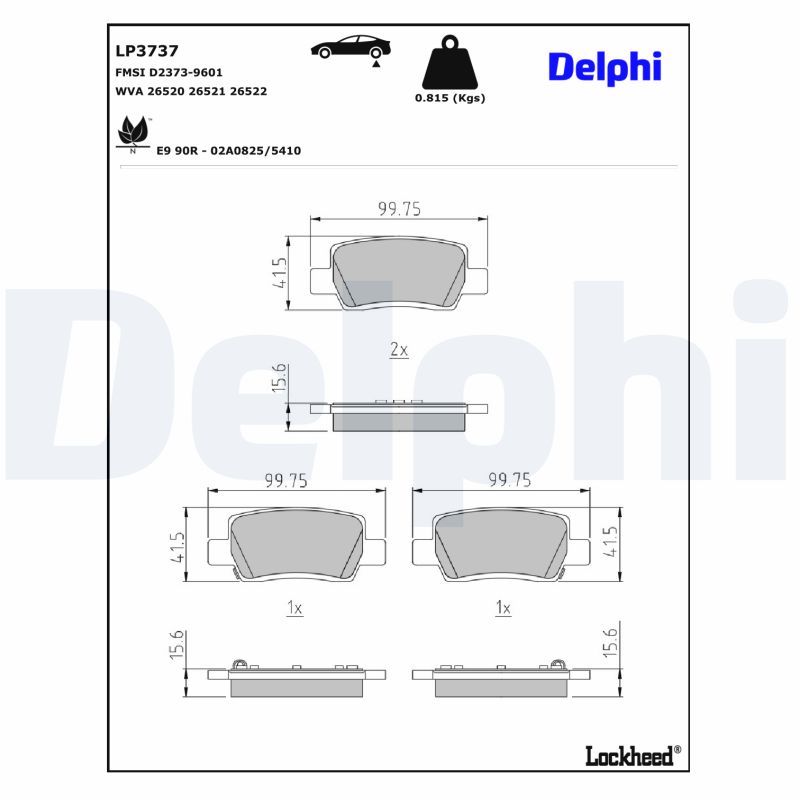 LP3737
FMSI D2373-9601
WVA 26520 26521 26522
0.815 (Kgs)
Delphi
N
E9 90R - 02A0825/5410
99.75
41.5
2x
15.6
99.75
99.75
41.5
41.5
1x
1x
15.6
15.6
Delphi
Lockheed®